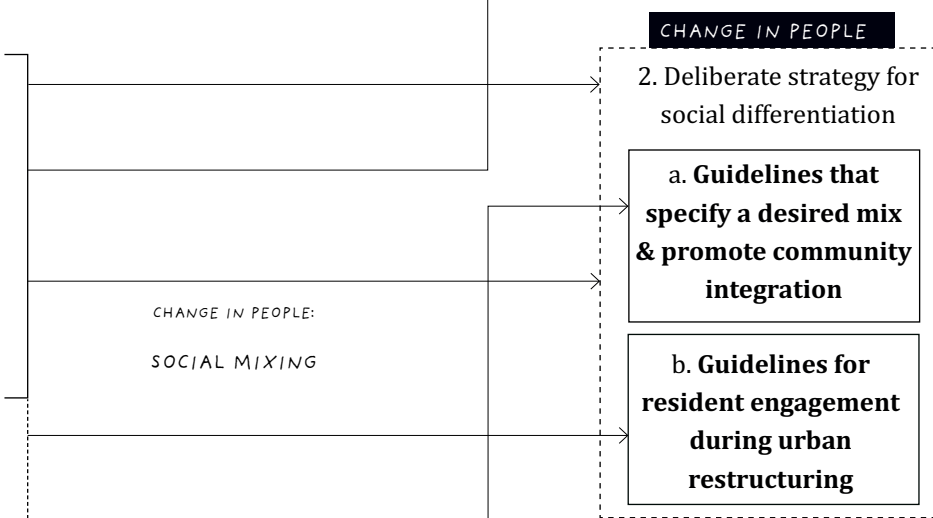 CHANGE IN PEOPLE
2. Deliberate strategy for
social differentiation
a. Guidelines that
specify a desired mix
& promote community
integration
CHANGE IN PEOPLE:
SOCIAL MIXING
b. Guidelines for
resident engagement
during urban
restructuring